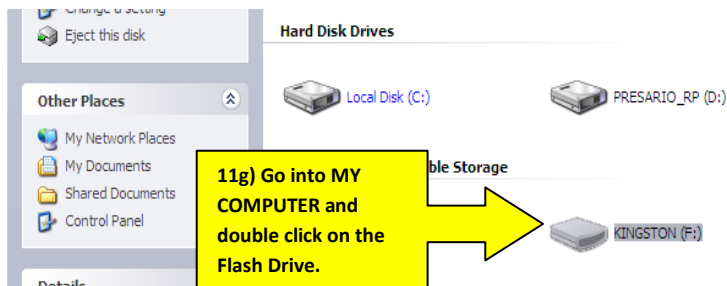 Change a setting
Eject this disk
Hard Disk Drives
Local Disk (C:)
PRESARIO_RP (D:)
Other Places
My Network Places
My Documents
Shared Documents
Control Panel
11g) Go into MY
COMPUTER and
double click on the
Flash Drive.
ble Storage
KINGSTON (F:)
Details